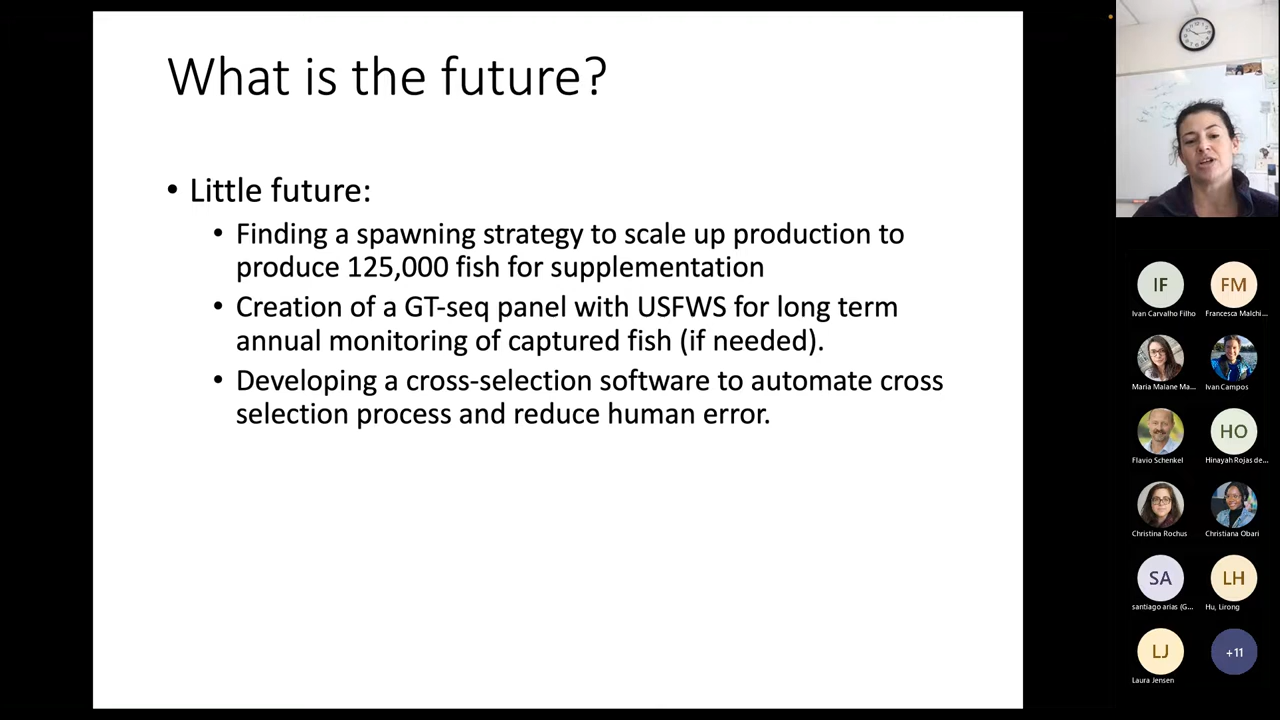 What is the future?
• Little future:
• Finding a spawning strategy to scale up production to
produce 125,000 fish for supplementation
• Creation of a GT-seq panel with USFWS for long term
annual monitoring of captured fish (if needed).
• Developing a cross-selection software to automate cross
selection process and reduce human error.
IF
FM
Ivan Carvalho Filho
Francesca Malchi...
Maria Malane Ma...
Ivan Campos
HO
Flavio Schenkel
Hinayah Rojas de...
Christina Rochus
Christiana Obari
SA
LH
santiago arias (G...
Hu, Lirong
LJ
+11
Laura Jensen